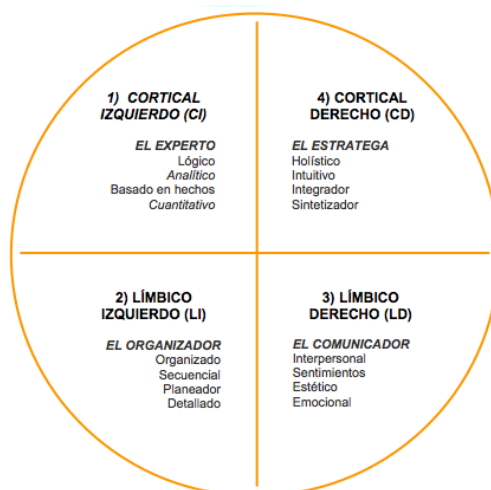 1) CORTICAL
IZQUIERDO (CI)
EL EXPERTO
Lógico
Analítico
Basado en hechos
Cuantitativo
4) CORTICAL
DERECHO (CD)
EL ESTRATEGA
Holístico
Intuitivo
Integrador
Sintetizador
2) LÍMBICO
IZQUIERDO (LI)
EL ORGANIZADOR
Organizado
Secuencial
Planeador
Detallado
3) LÍMBICO
DERECHO (LD)
EL COMUNICADOR
Interpersonal
Sentimientos
Estético
Emocional